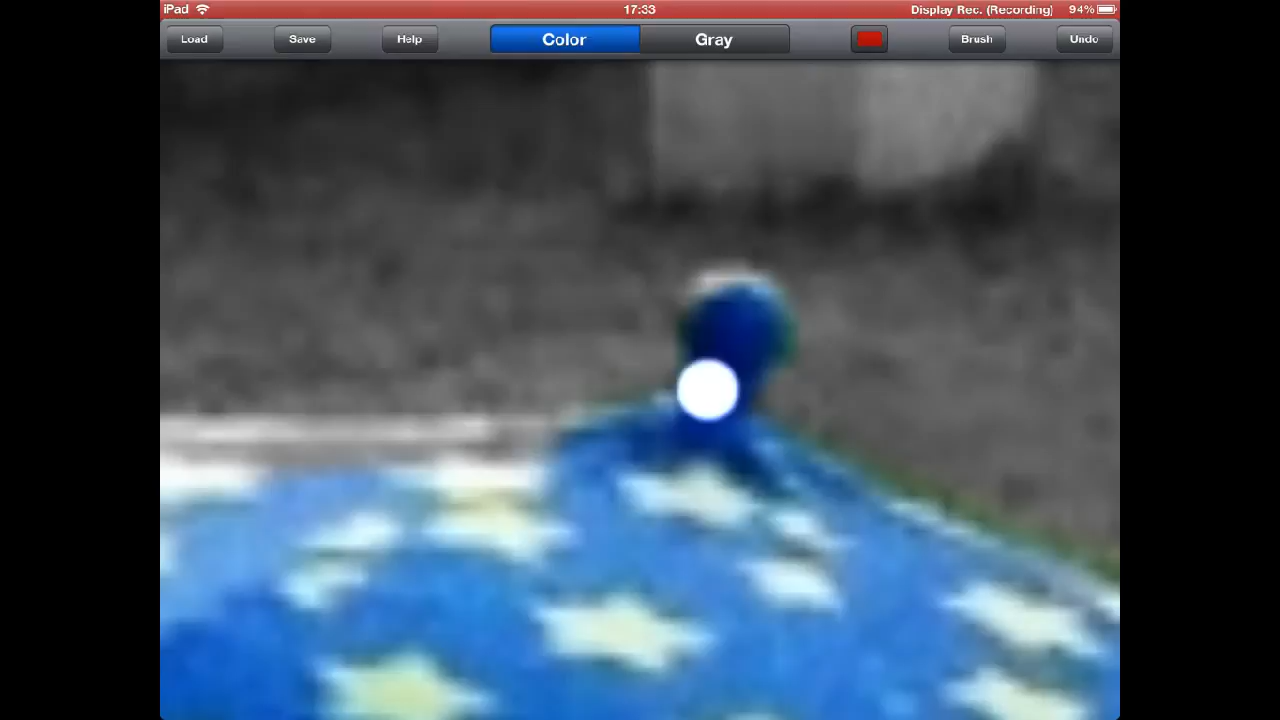 iPad 17:33 Display Rec. (Recording) 94%
Load Save Help Color Gray Brush Undo